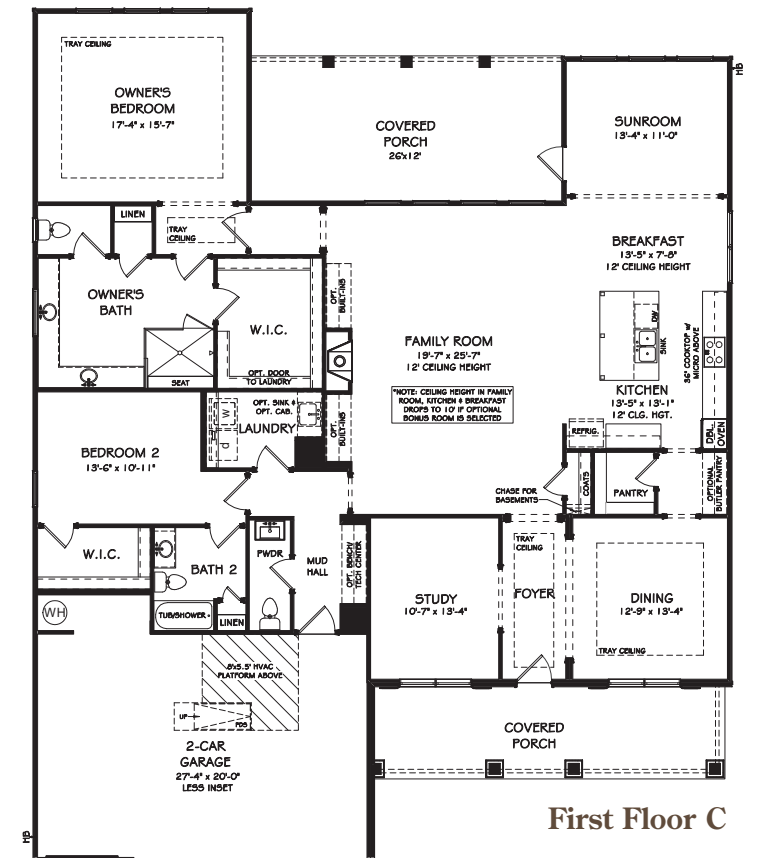 TRAY CEILING
OWNER'S
BEDROOM
17'-4" x 15'-7"
COVERED
PORCH
26'x12'
SUNROOM
13'-4" x 11'-0"
HB
LINEN
TRAY
CEILING
BREAKFAST
13'-5" x 7'-8"
12' CEILING HEIGHT
OWNER'S
BATH
W.I.C.
OPT. DOOR
TO LAUNDRY
SEAT
OPT.
BUILT-INS
FAMILY ROOM
19'-7" x 25'-7"
12' CEILING HEIGHT
*NOTE: CEILING HEIGHT IN FAMILY
ROOM, KITCHEN & BREAKFAST
DROPS TO 10' IF OPTIONAL
BONUS ROOM IS SELECTED
DW
SINK
36" COOKTOP w/
MICRO ABOVE
KITCHEN
13'-5" x 13'-1"
12' CLG. HGT.
REFRIG.
DBL.
OVEN
OPT. SINK &
OPT. CAB.
W
D
LAUNDRY
OPT.
BUILT-INS
BEDROOM 2
13'-6" x 10'-11"
CHASE FOR
BASEMENTS
COATS
PANTRY
OPTIONAL
BUTLER PANTRY
W.I.C.
BATH 2
PWDR
MUD
HALL
OPT. BENCH/
TECH CENTER
TRAY
CEILING
STUDY
10'-7" x 13'-4"
FOYER
DINING
12'-9" x 13'-4"
TRAY CEILING
WH
TUB/SHOWER
LINEN
8'x5.5' HVAC
PLATFORM ABOVE
UP
PDS
2-CAR
GARAGE
27'-4" x 20'-0"
LESS INSET
COVERED
PORCH
HB
First Floor C